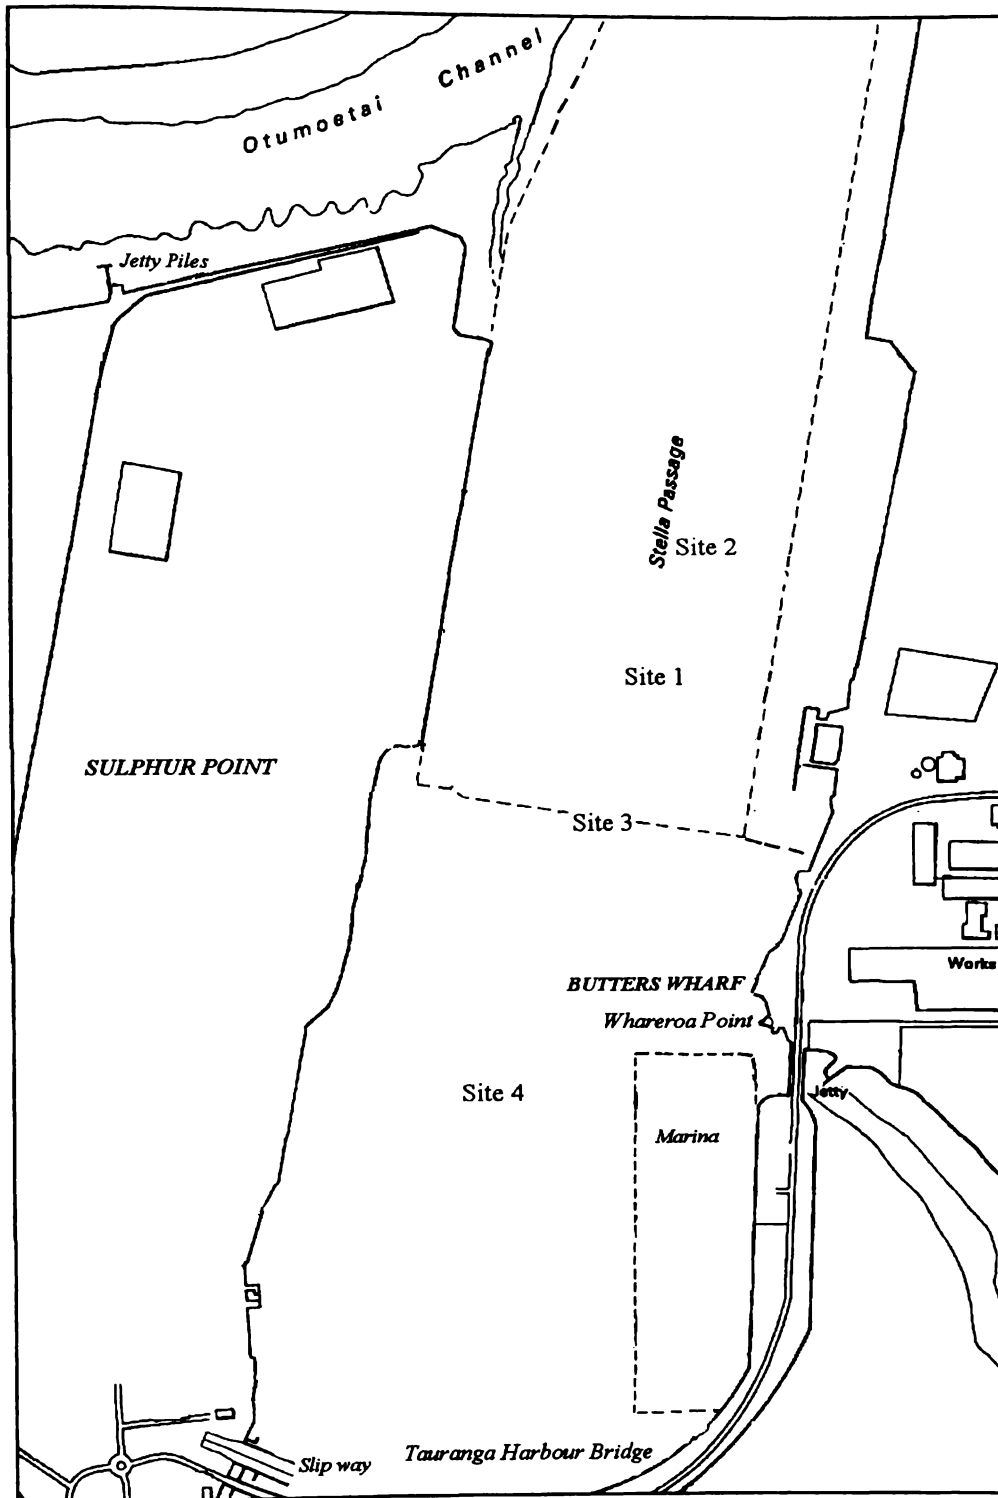 Otumoetai Channel
Jetty Piles
Stella Passage
Site 2
Site 1
SULPHUR POINT
Site 3
Works
BUTTERS WHARF
Whareroa Point
Site 4
Jetty
Marina
Tauranga Harbour Bridge
Slip way